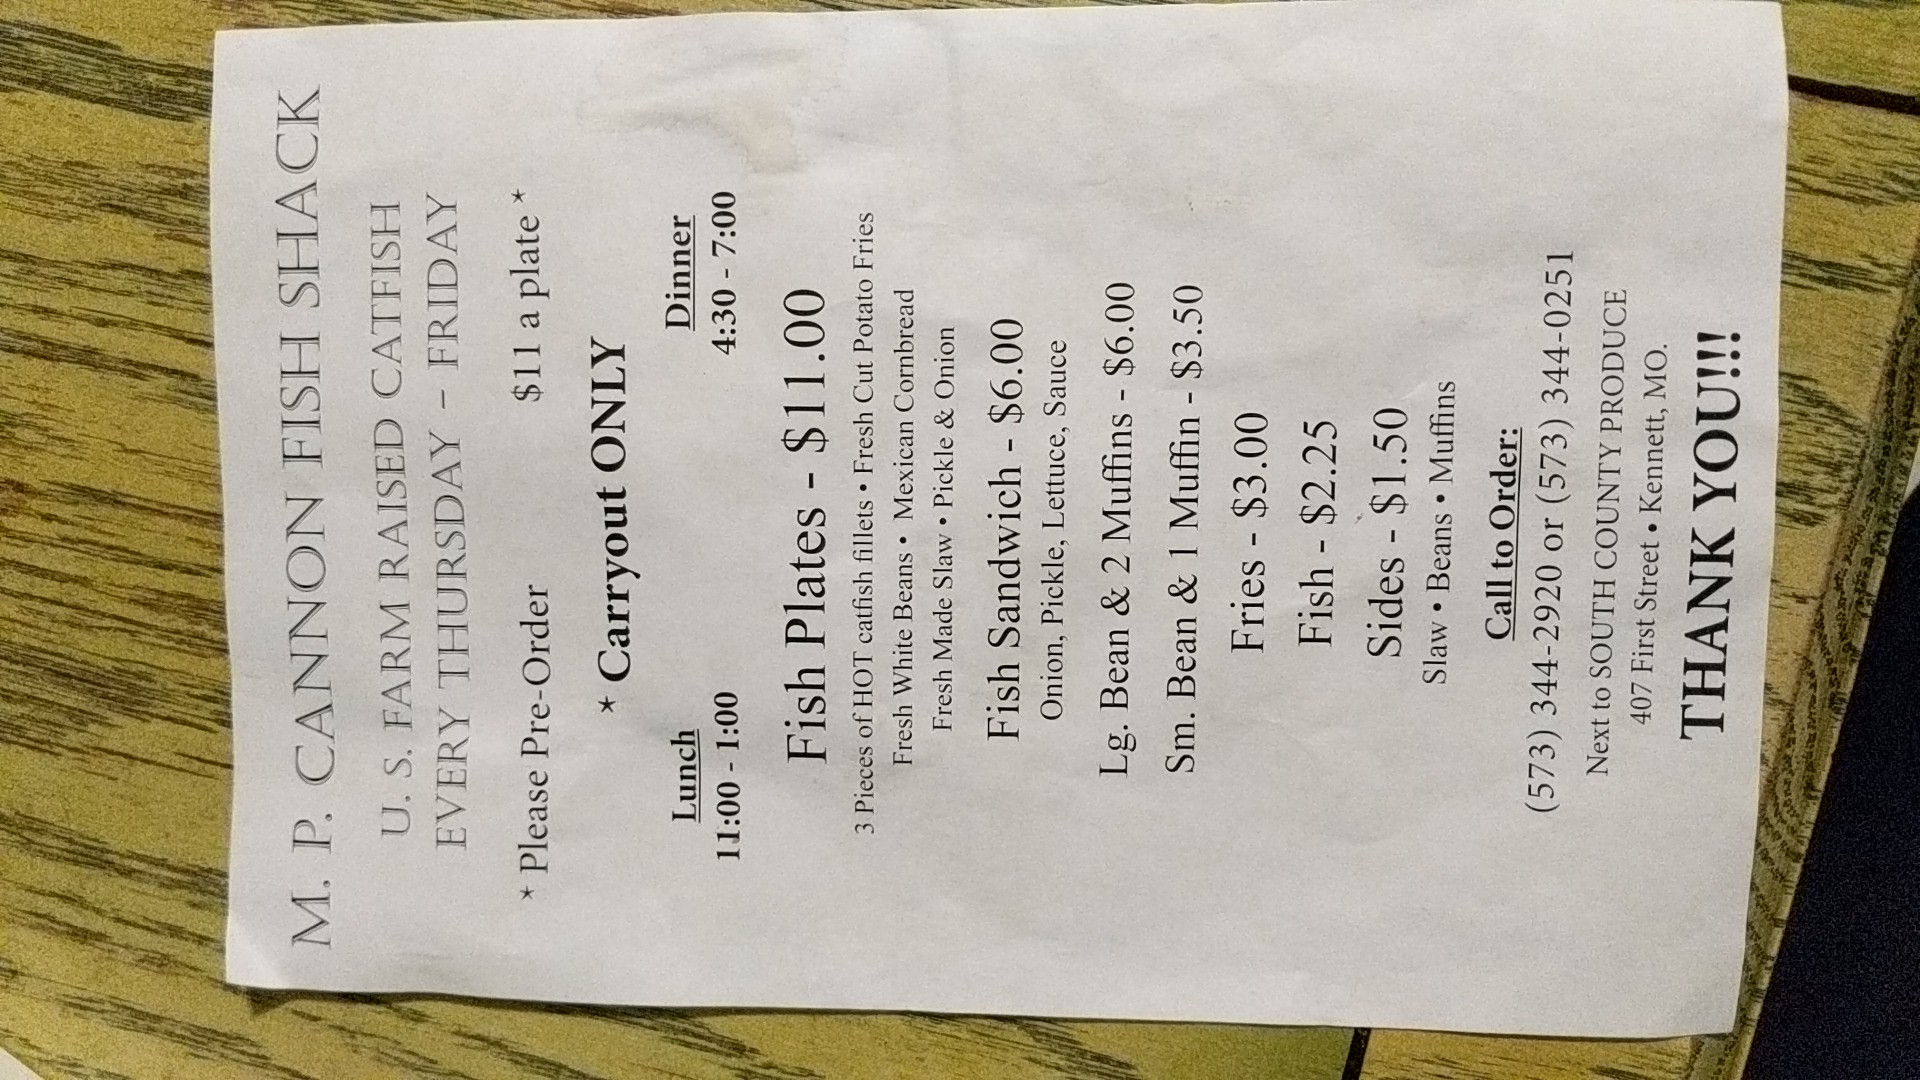 M. P. CANNON FISH SHACK
U. S. FARM RAISED CATFISH
EVERY THURSDAY – FRIDAY
* Please Pre-Order $11 a plate *
* Carryout ONLY
Lunch Dinner
11:00 - 1:00 4:30 - 7:00
Fish Plates - $11.00
3 Pieces of HOT catfish fillets • Fresh Cut Potato Fries
Fresh White Beans • Mexican Cornbread
Fresh Made Slaw • Pickle & Onion
Fish Sandwich - $6.00
Onion, Pickle, Lettuce, Sauce
Lg. Bean & 2 Muffins - $6.00
Sm. Bean & 1 Muffin - $3.50
Fries - $3.00
Fish - $2.25
Sides - $1.50
Slaw • Beans • Muffins
Call to Order:
(573) 344-2920 or (573) 344-0251
Next to SOUTH COUNTY PRODUCE
407 First Street • Kennett, MO.
THANK YOU!!!